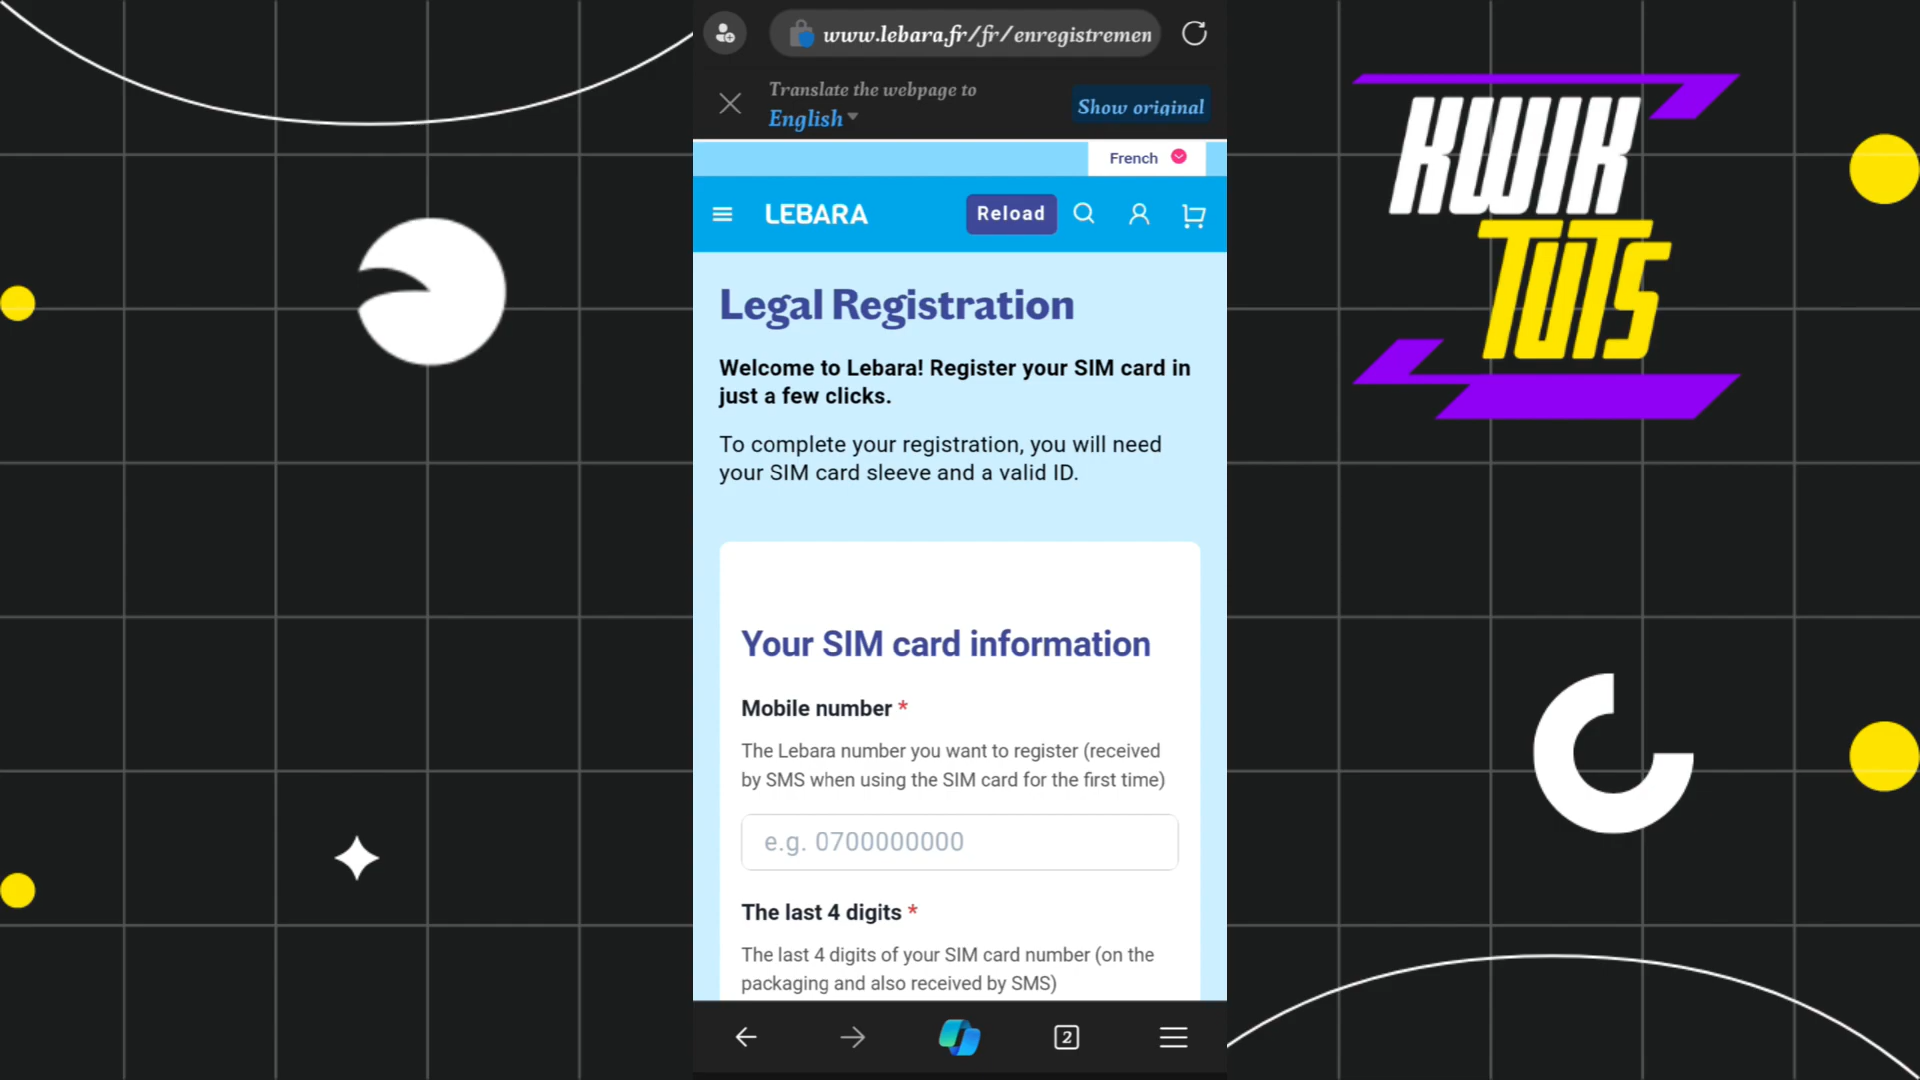 www.lebara.fr/fr/enregistremen
Translate the webpage to
English
Show original
French
LEBARA
Reload
Legal Registration
Welcome to Lebara! Register your SIM card in
just a few clicks.
To complete your registration, you will need
your SIM card sleeve and a valid ID.
Your SIM card information
Mobile number *
The Lebara number you want to register (received
by SMS when using the SIM card for the first time)
e.g. 0700000000
The last 4 digits *
The last 4 digits of your SIM card number (on the
packaging and also received by SMS)
2
KWIK
TUTS